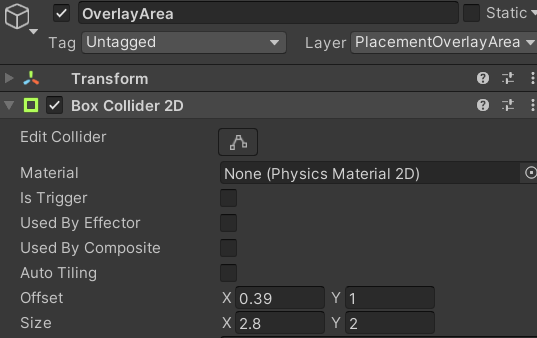 OverlayArea Static
Tag Untagged Layer PlacementOverlayArea
Transform
Box Collider 2D
Edit Collider
Material None (Physics Material 2D)
Is Trigger
Used By Effector
Used By Composite
Auto Tiling
Offset X 0.39 Y 1
Size X 2.8 Y 2